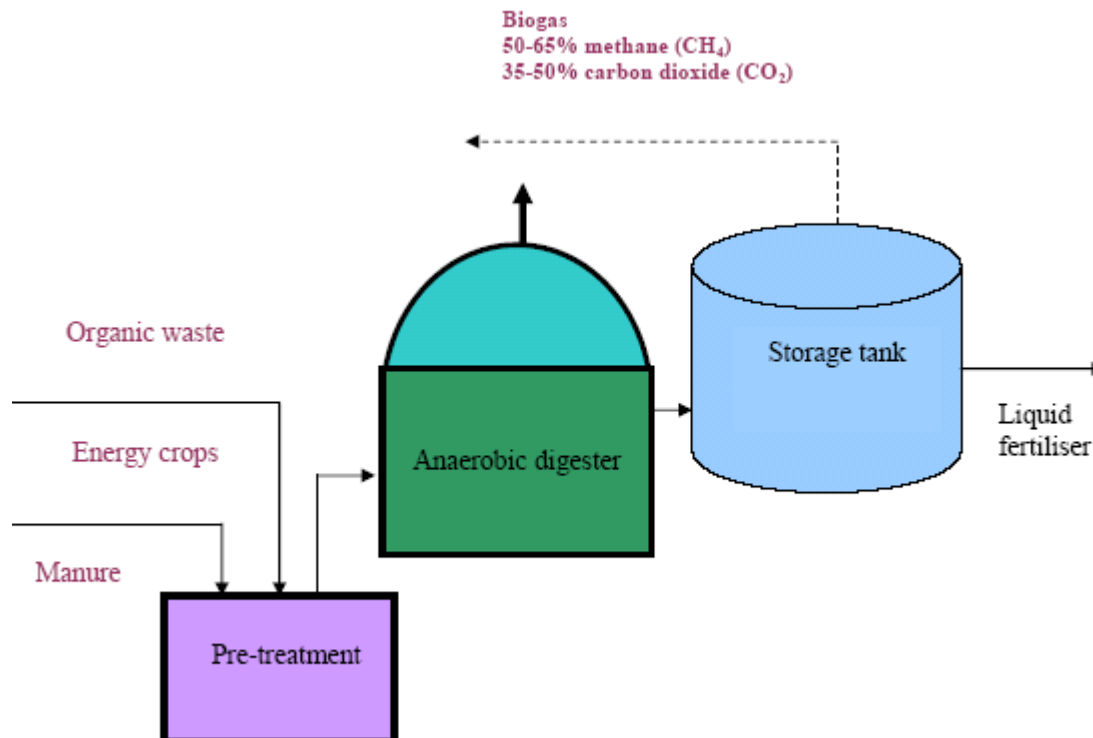 Biogas
50-65% methane (CH₄)
35-50% carbon dioxide (CO₂)
Organic waste
Storage tank
Liquid
fertiliser
Energy crops
Anaerobic digester
Manure
Pre-treatment